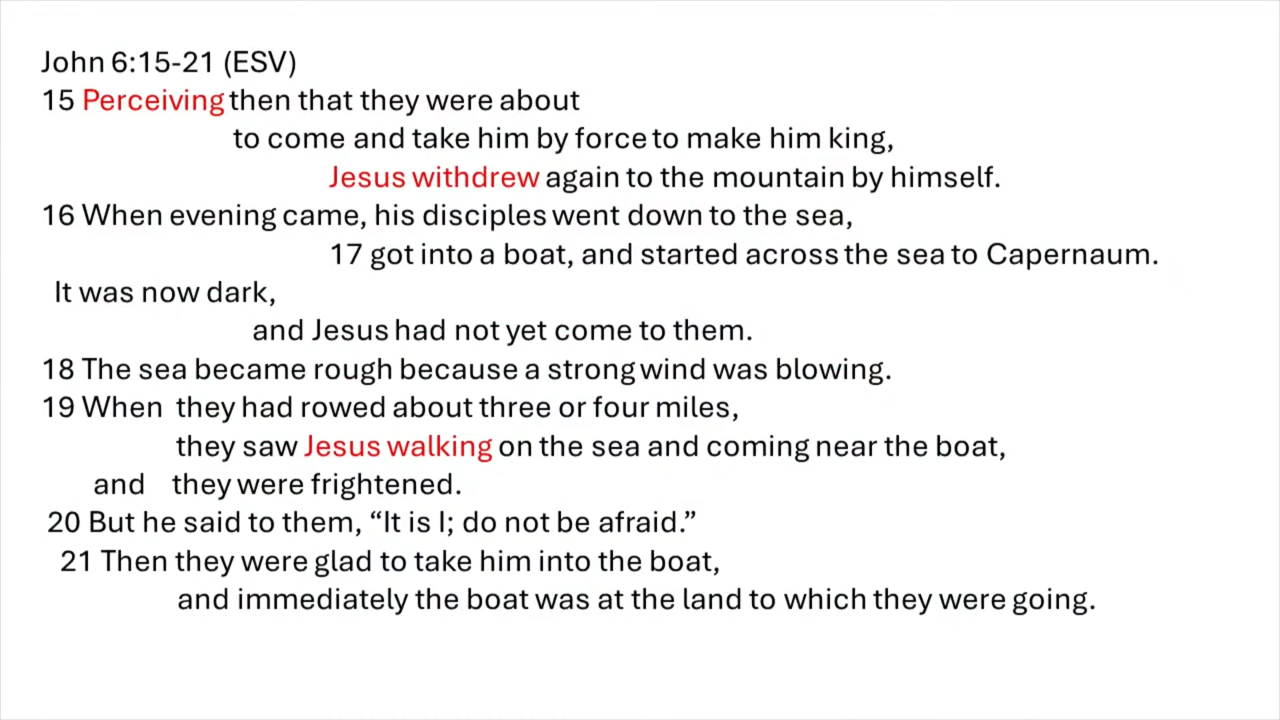 John 6:15-21 (ESV)
15 Perceiving then that they were about
to come and take him by force to make him king,
Jesus withdrew again to the mountain by himself.
16 When evening came, his disciples went down to the sea,
17 got into a boat, and started across the sea to Capernaum.
It was now dark,
and Jesus had not yet come to them.
18 The sea became rough because a strong wind was blowing.
19 When they had rowed about three or four miles,
they saw Jesus walking on the sea and coming near the boat,
and they were frightened.
20 But he said to them, “It is I; do not be afraid.”
21 Then they were glad to take him into the boat,
and immediately the boat was at the land to which they were going.